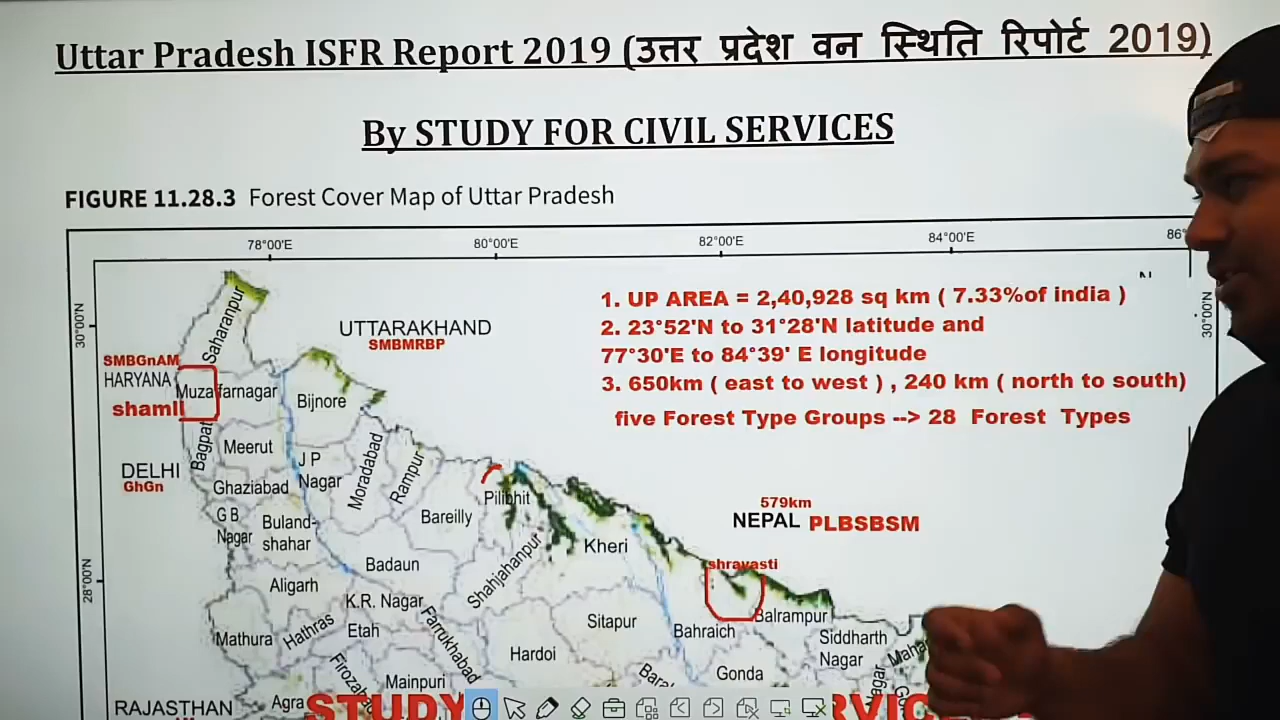 Uttar Pradesh ISFR Report 2019 (उत्तर प्रदेश वन स्थिति रिपोर्ट 2019)
By STUDY FOR CIVIL SERVICES
FIGURE 11.28.3 Forest Cover Map of Uttar Pradesh
78°00'E
80°00'E
82°00'E
84°00'E
86°
30°00'N
30°00'N
28°00'N
1. UP AREA = 2,40,928 sq km ( 7.33%of india )
2. 23°52'N to 31°28'N latitude and
77°30'E to 84°39' E longitude
3. 650km ( east to west ) , 240 km ( north to south)
five Forest Type Groups --> 28 Forest Types
Saharanpur
UTTARAKHAND
SMBMRBP
SMBGnAM
HARYANA
shamli
Muzaffarnagar
Bijnore
Bagpat
Meerut
DELHI
GhGn
Ghaziabad
J P
Nagar
Moradabad
Rampur
Bareilly
Pilibhit
G B
Nagar
Buland-
shahar
579km
NEPAL PLBSBSM
Kheri
Shahjahanpur
Badaun
Aligarh
K.R. Nagar
shravasti
Mathura
Hathras
Etah
Farrukhabad
Sitapur
Bahraich
Balrampur
Siddharth
Nagar
Hardoi
Gonda
Mainpuri
Agra
RAJASTHAN
STUDY